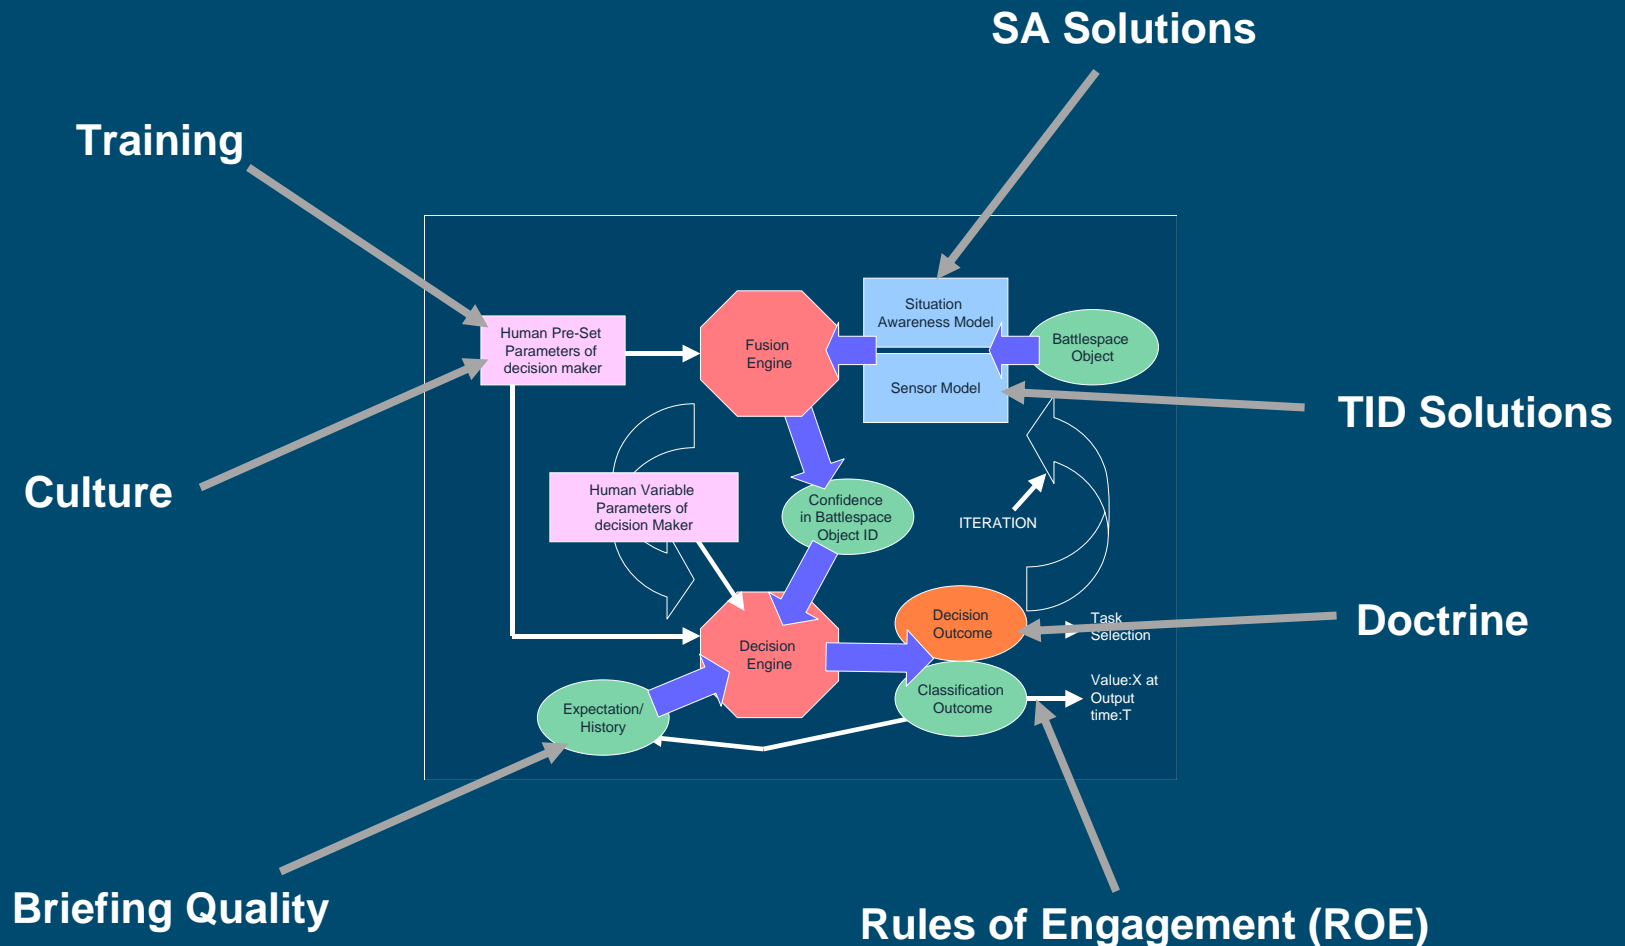 SA Solutions
Training
Situation
Awareness Model
Human Pre-Set
Parameters of
decision maker
Fusion
Engine
Battlespace
Object
Sensor Model
TID Solutions
Culture
Human Variable
Parameters of
decision Maker
Confidence
in Battlespace
Object ID
ITERATION
Decision
Outcome
Task
Selection
Doctrine
Decision
Engine
Classification
Outcome
Value:X at
Output
time:T
Expectation/
History
Briefing Quality
Rules of Engagement (ROE)